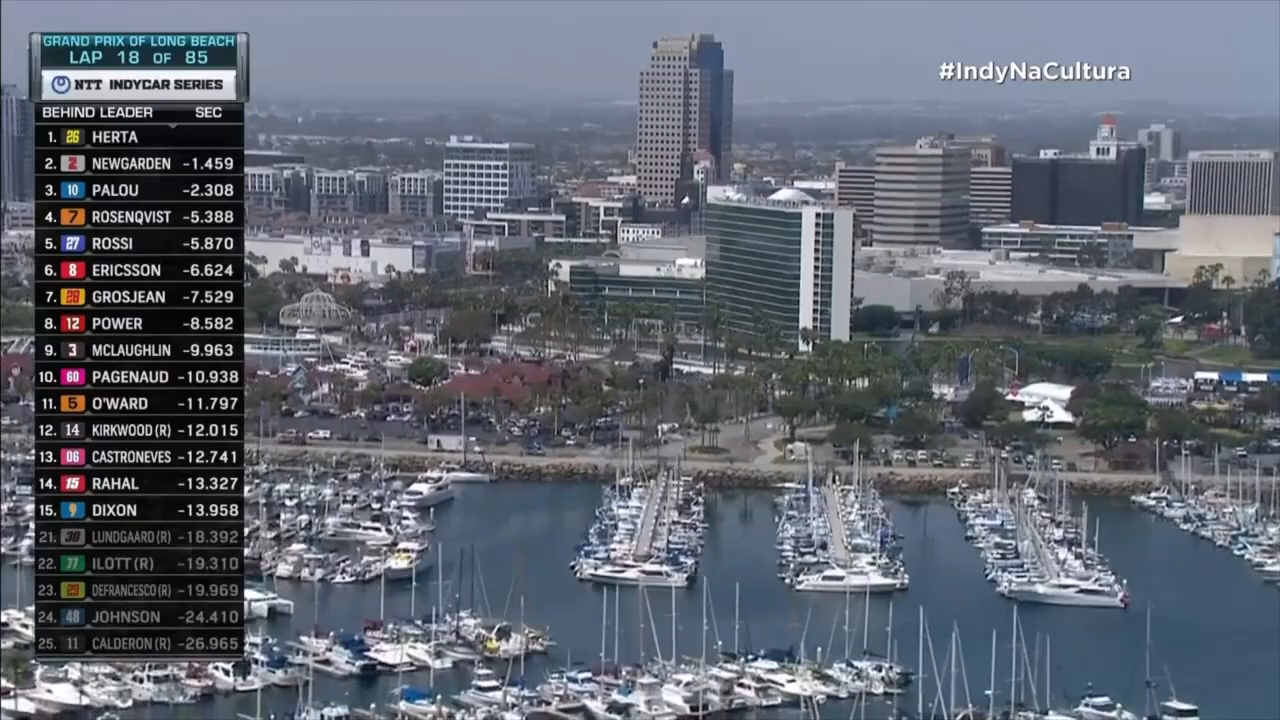 GRAND PRIX OF LONG BEACH
LAP 18 OF 85
NTT INDYCAR SERIES
BEHIND LEADER SEC
1. 26 HERTA
2. 2 NEWGARDEN -1.459
3. 10 PALOU -2.308
4. 7 ROSENQVIST -5.388
5. 27 ROSSI -5.870
6. 8 ERICSSON -6.624
7. 28 GROSJEAN -7.529
8. 12 POWER -8.582
9. 3 MCLAUGHLIN -9.963
10. 60 PAGENAUD -10.938
11. 5 O'WARD -11.797
12. 14 KIRKWOOD (R) -12.015
13. 06 CASTRONEVES -12.741
14. 15 RAHAL -13.327
15. 9 DIXON -13.958
21. 30 LUNDGAARD (R) -18.392
22. 77 ILOTT (R) -19.310
23. 29 DEFRANCESCO (R) -19.969
24. 48 JOHNSON -24.410
25. 11 CALDERON (R) -26.965
#IndyNaCultura